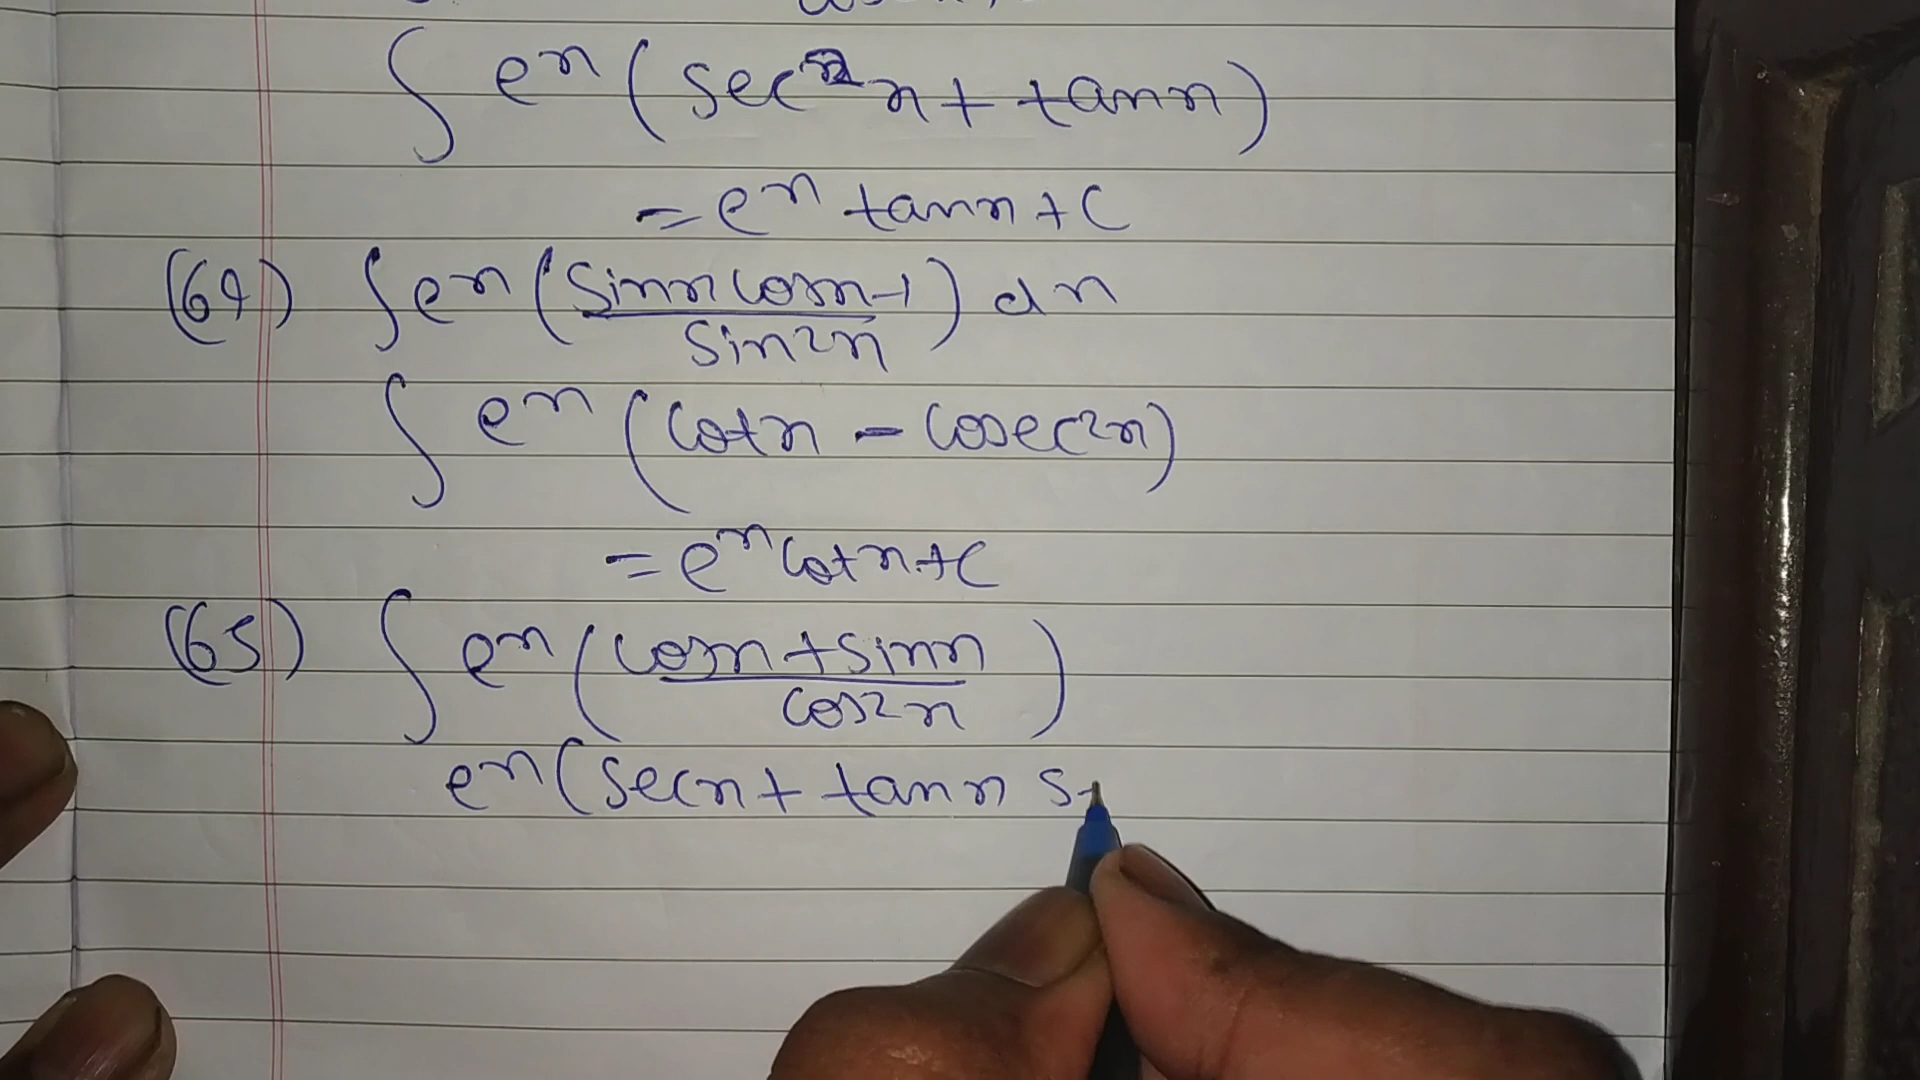 ∫ eˣ (sec²x + tanx)
= eˣ tanx + C
(64) ∫ eˣ (sinx cosx - 1 / sin²x) dx
∫ eˣ (cotx - cosec²x)
= eˣ cotx + C
(65) ∫ eˣ (cosx + sinx / cos²x)
eˣ (secx + tanx s